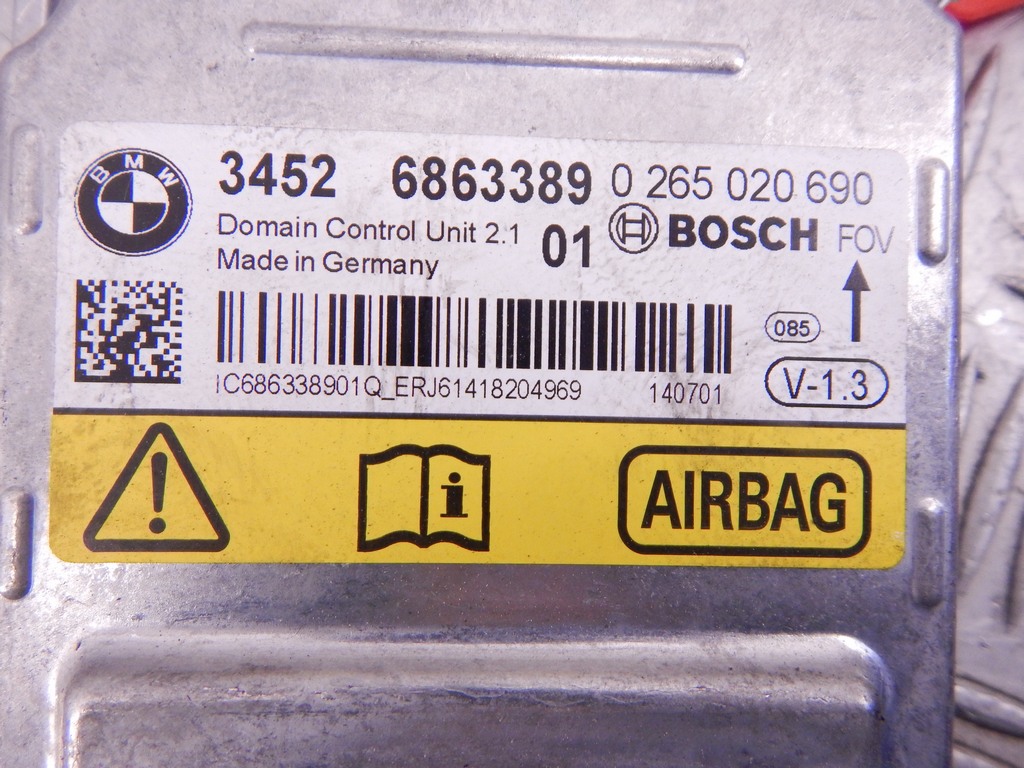 BMW
3452 6863389 0 265 020 690
Domain Control Unit 2.1 01 BOSCH FOV
Made in Germany
085
IC686338901Q_ERJ61418204969 140701 V-1.3
i AIRBAG